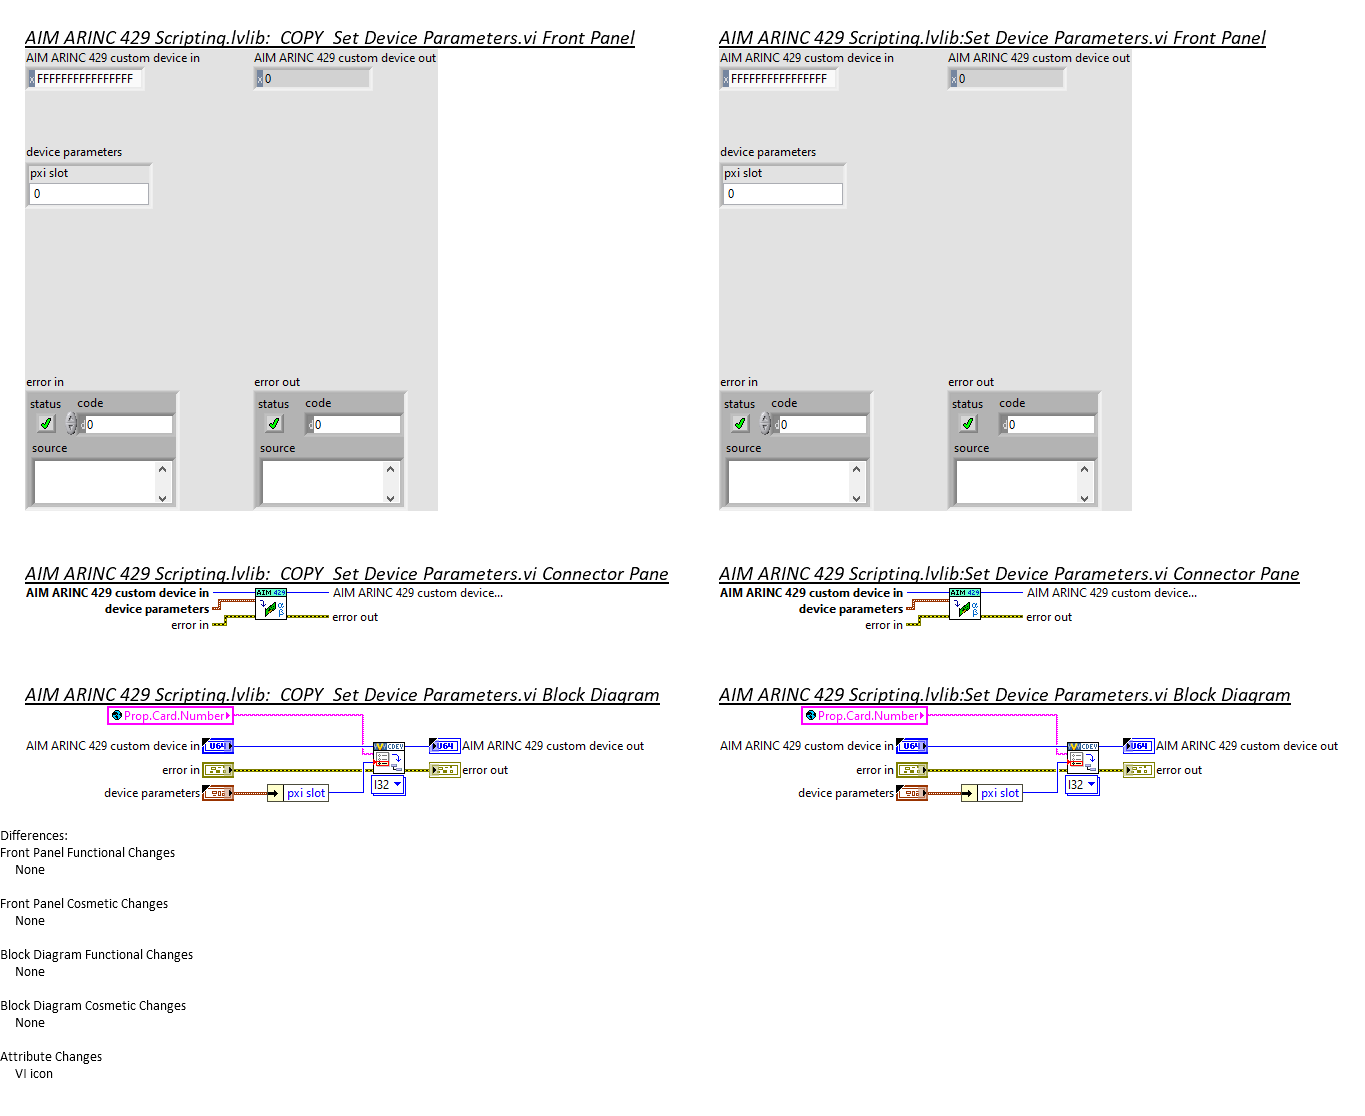 AIM ARINC 429 Scripting.lvlib:_COPY_Set Device Parameters.vi Front Panel
AIM ARINC 429 custom device in
AIM ARINC 429 custom device out
x FFFFFFFFFFFFFFFF
x 0
device parameters
pxi slot
0
error in
error out
status
code
status
code
d 0
d 0
source
source
AIM ARINC 429 Scripting.lvlib:Set Device Parameters.vi Front Panel
AIM ARINC 429 custom device in
AIM ARINC 429 custom device out
x FFFFFFFFFFFFFFFF
x 0
device parameters
pxi slot
0
error in
error out
status
code
status
code
d 0
d 0
source
source
AIM ARINC 429 Scripting.lvlib:_COPY_Set Device Parameters.vi Connector Pane
AIM ARINC 429 custom device in
AIM 429
AIM ARINC 429 custom device...
device parameters
α
β
error in
error out
AIM ARINC 429 Scripting.lvlib:Set Device Parameters.vi Connector Pane
AIM ARINC 429 custom device in
AIM 429
AIM ARINC 429 custom device...
device parameters
α
β
error in
error out
AIM ARINC 429 Scripting.lvlib:_COPY_Set Device Parameters.vi Block Diagram
Prop.Card.Number
AIM ARINC 429 custom device in
U64
CDEV
U64
AIM ARINC 429 custom device out
error in
error out
device parameters
pxi slot
I32
AIM ARINC 429 Scripting.lvlib:Set Device Parameters.vi Block Diagram
Prop.Card.Number
AIM ARINC 429 custom device in
U64
CDEV
U64
AIM ARINC 429 custom device out
error in
error out
device parameters
pxi slot
I32
Differences:
Front Panel Functional Changes
None
Front Panel Cosmetic Changes
None
Block Diagram Functional Changes
None
Block Diagram Cosmetic Changes
None
Attribute Changes
VI icon